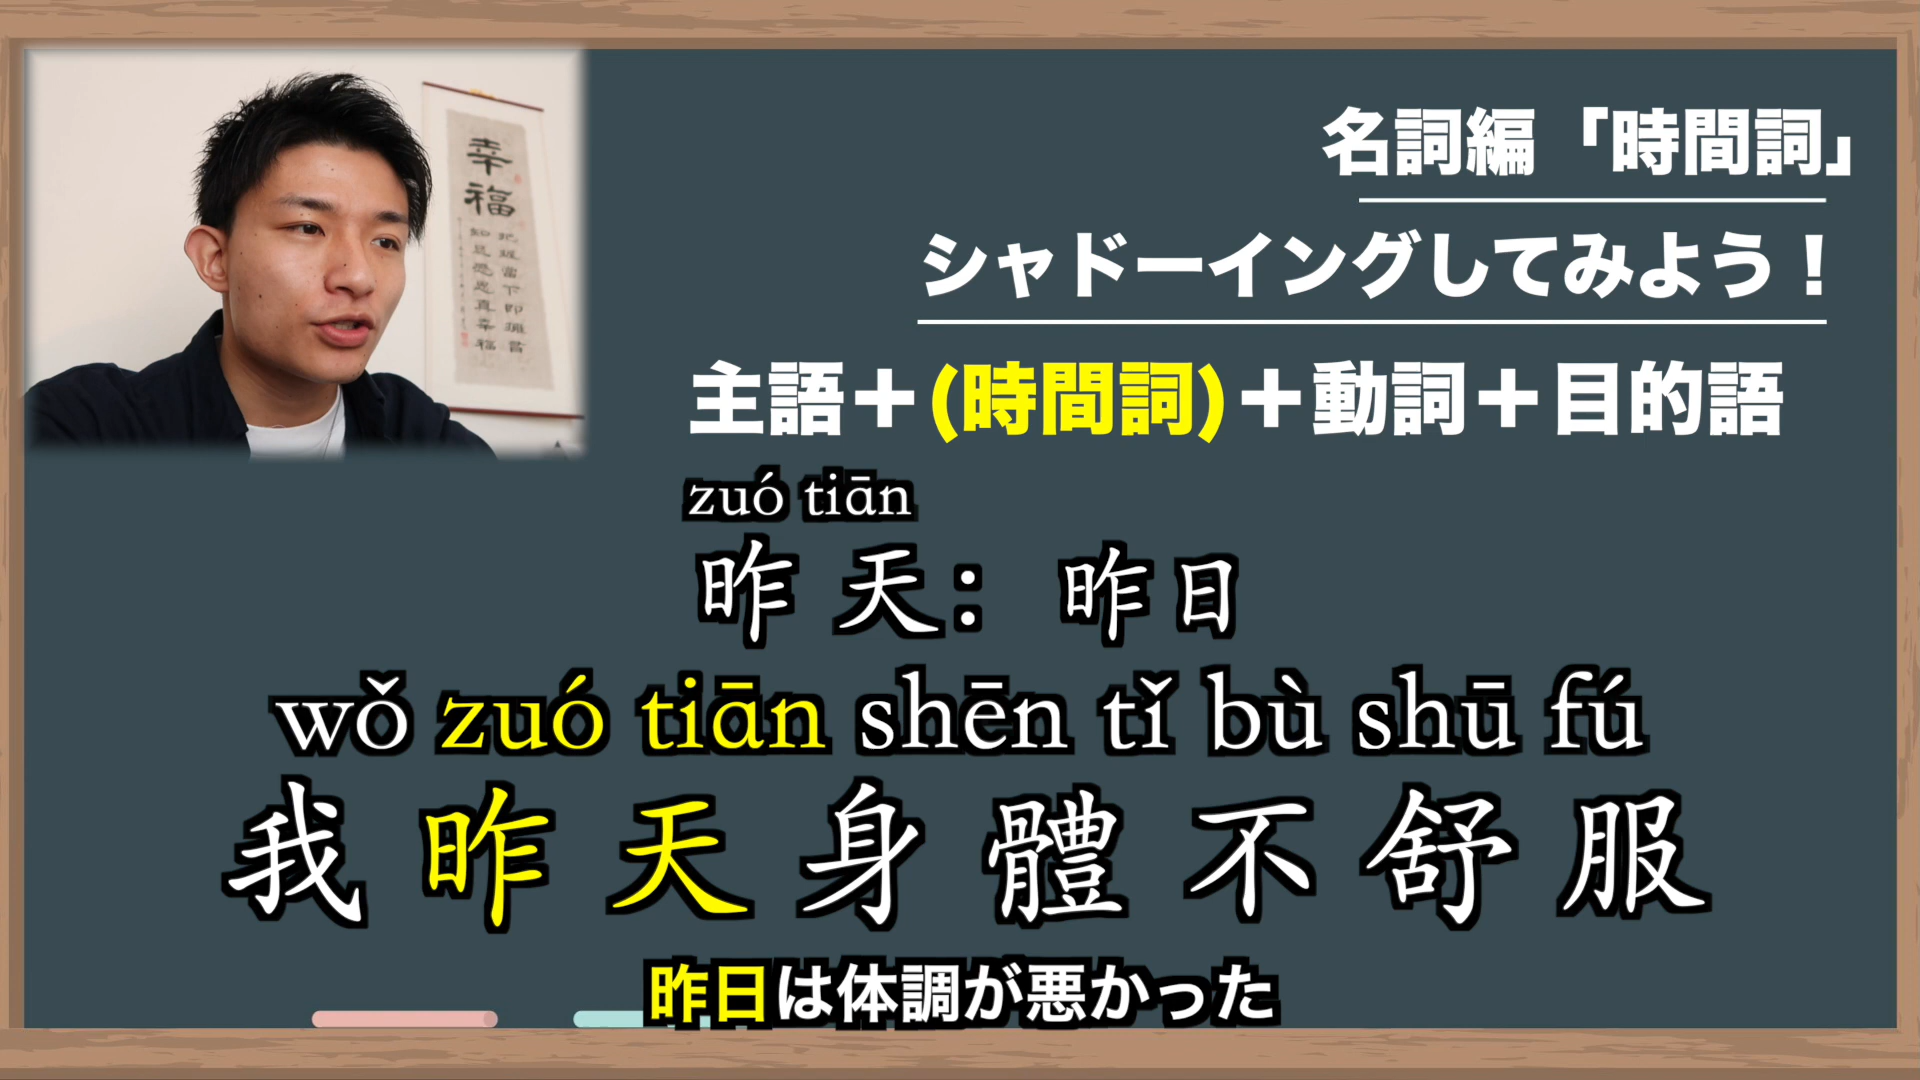 幸福
名詞編「時間詞」
シャドーイングしてみよう！
主語＋(時間詞)＋動詞＋目的語
zuó tiān
昨天：昨日
wǒ zuó tiān shēn tǐ bù shū fú
我昨天身體不舒服
昨日は体調が悪かった